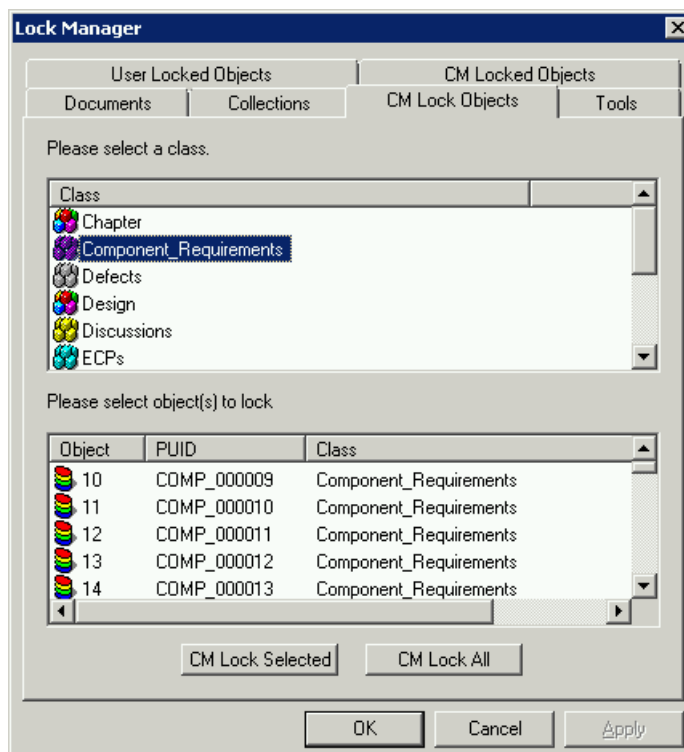 Lock Manager
User Locked Objects CM Locked Objects
Documents Collections CM Lock Objects Tools
Please select a class.
Class
Chapter
Component_Requirements
Defects
Design
Discussions
ECPs
Please select object(s) to lock
Object PUID Class
10 COMP_000009 Component_Requirements
11 COMP_000010 Component_Requirements
12 COMP_000011 Component_Requirements
13 COMP_000012 Component_Requirements
14 COMP_000013 Component_Requirements
CM Lock Selected CM Lock All
OK Cancel Apply